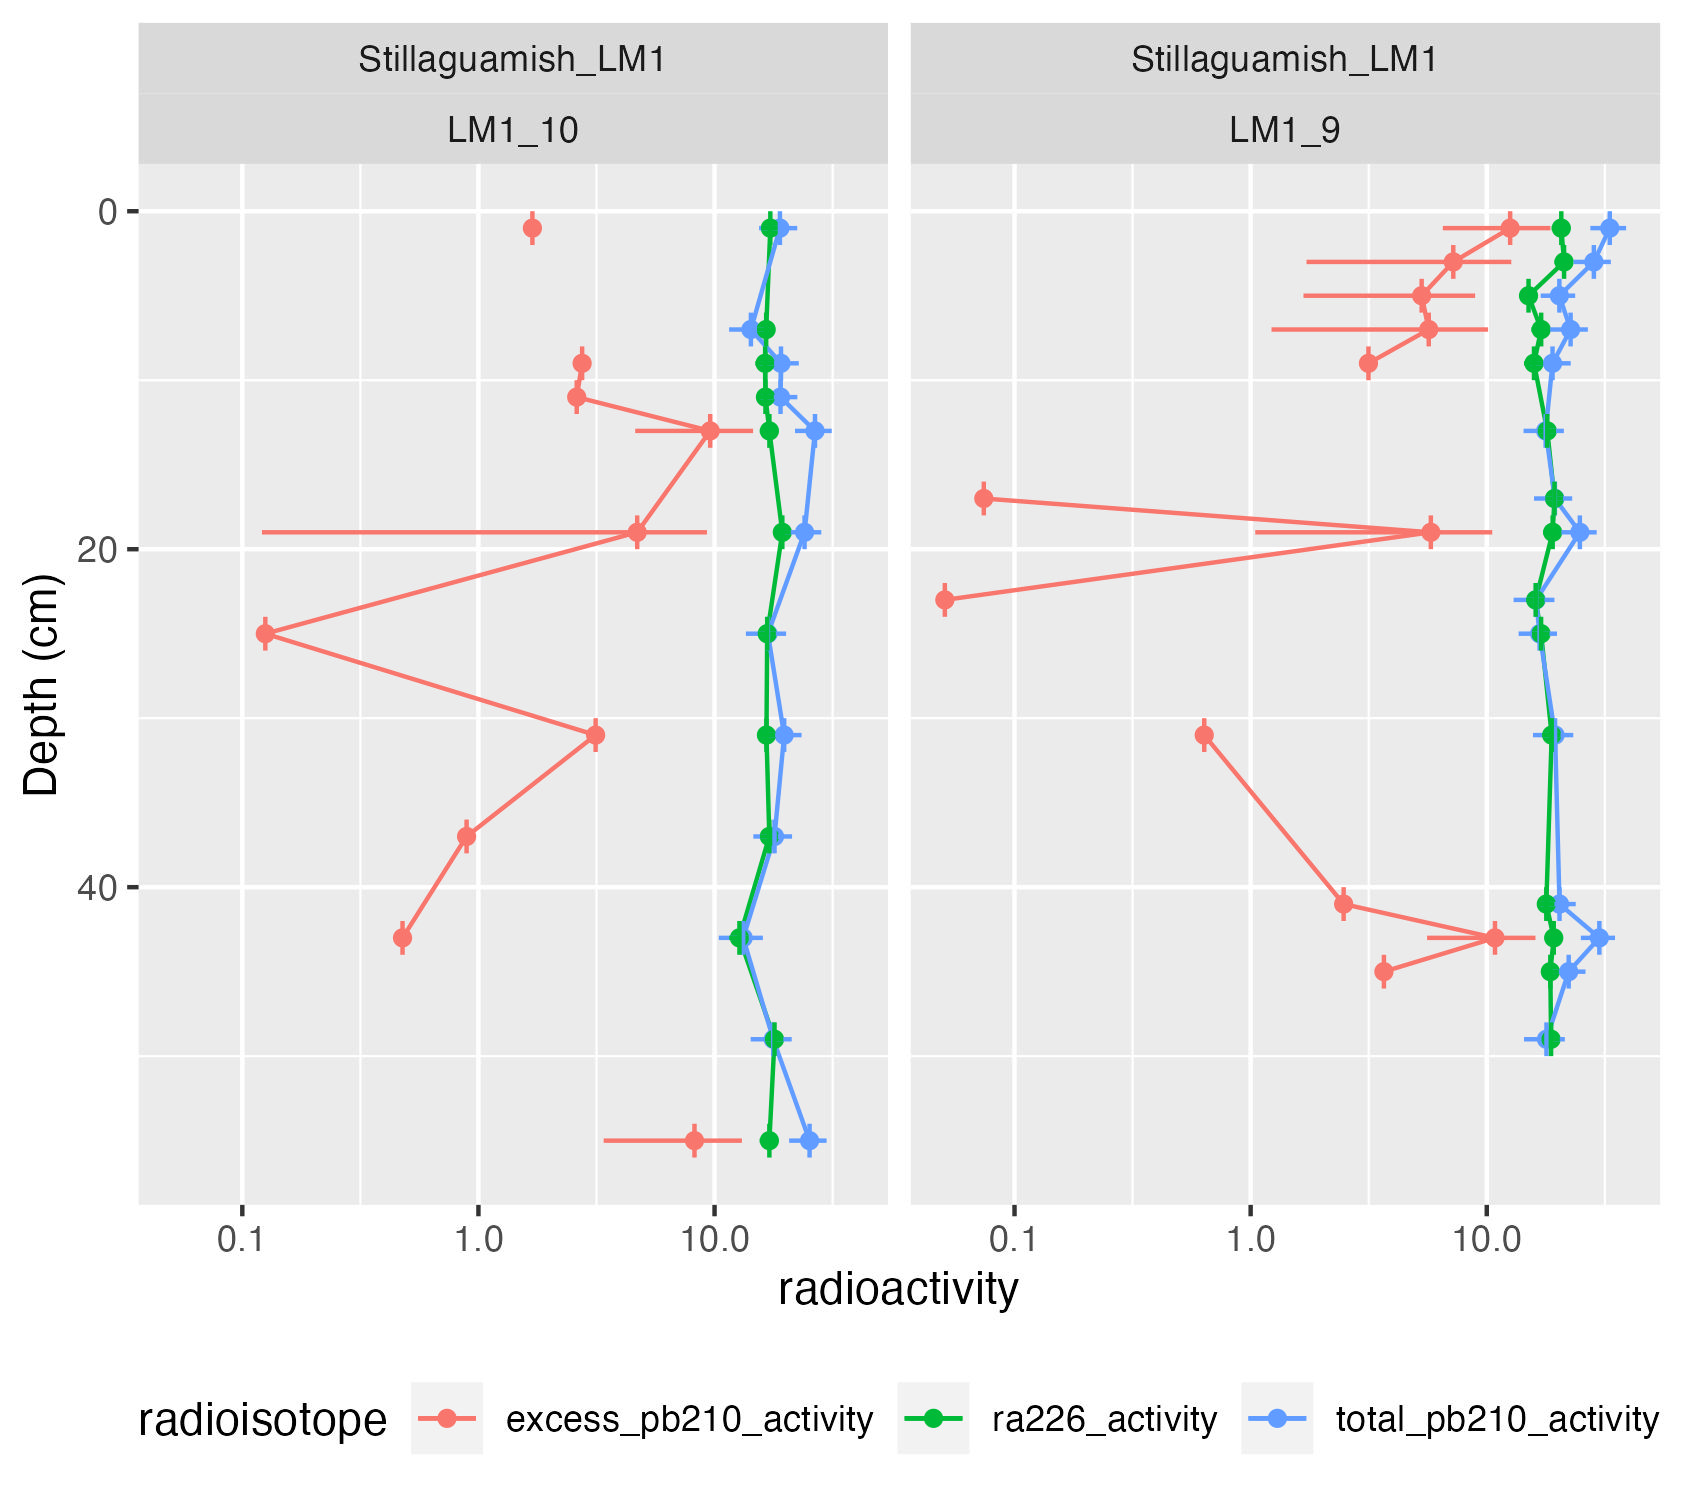 Stillaguamish_LM1 Stillaguamish_LM1
LM1_10 LM1_9
0
20
40
Depth (cm)
0.1 1.0 10.0 0.1 1.0 10.0
radioactivity
radioisotope excess_pb210_activity ra226_activity total_pb210_activity